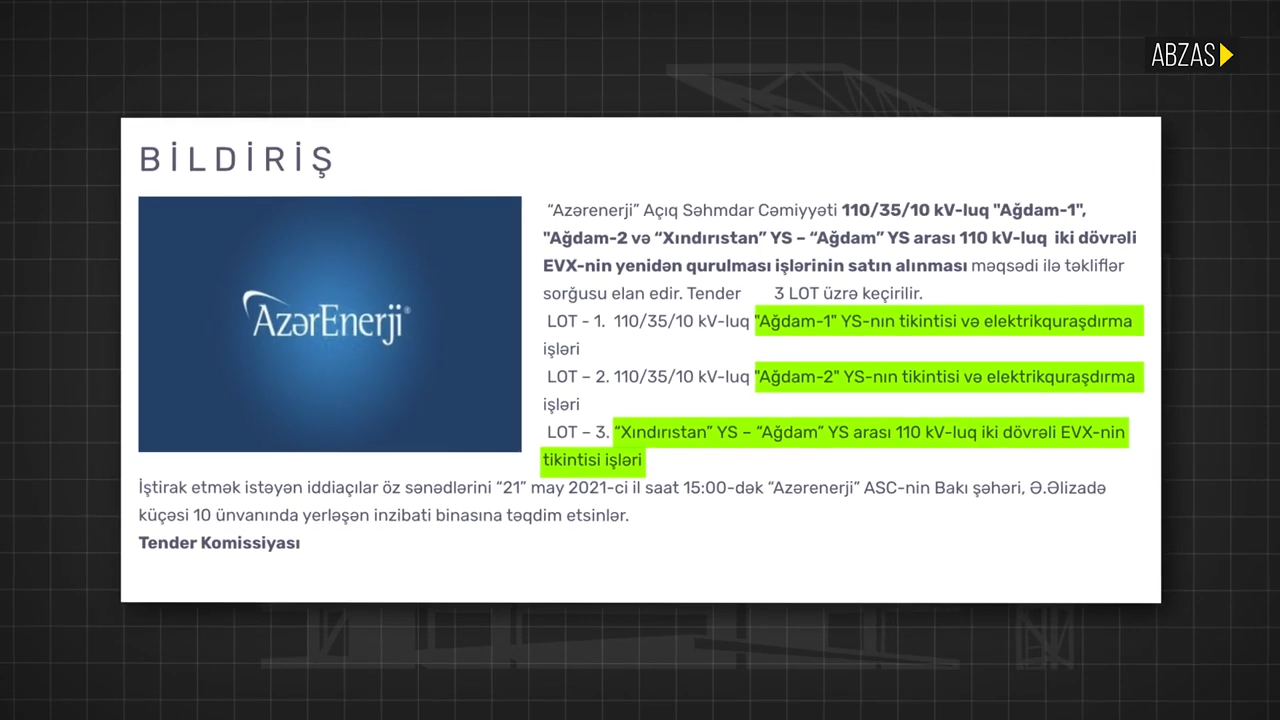 ABZAS
BİLDİRİŞ
AzərEnerji®
“Azərenerji” Açıq Səhmdar Cəmiyyəti 110/35/10 kV-luq "Ağdam-1",
"Ağdam-2 və “Xındırıstan” YS – “Ağdam” YS arası 110 kV-luq iki dövrəli
EVX-nin yenidən qurulması işlərinin satın alınması məqsədi ilə təkliflər
sorğusu elan edir. Tender 3 LOT üzrə keçirilir.
LOT - 1. 110/35/10 kV-luq "Ağdam-1" YS-nın tikintisi və elektrikquraşdırma
işləri
LOT – 2. 110/35/10 kV-luq "Ağdam-2" YS-nın tikintisi və elektrikquraşdırma
işləri
LOT – 3. “Xındırıstan” YS – “Ağdam” YS arası 110 kV-luq iki dövrəli EVX-nin
tikintisi işləri
İştirak etmək istəyən iddiaçılar öz sənədlərini “21” may 2021-ci il saat 15:00-dək “Azərenerji” ASC-nin Bakı şəhəri, Ə.Əlizadə
küçəsi 10 ünvanında yerləşən inzibati binasına təqdim etsinlər.
Tender Komissiyası